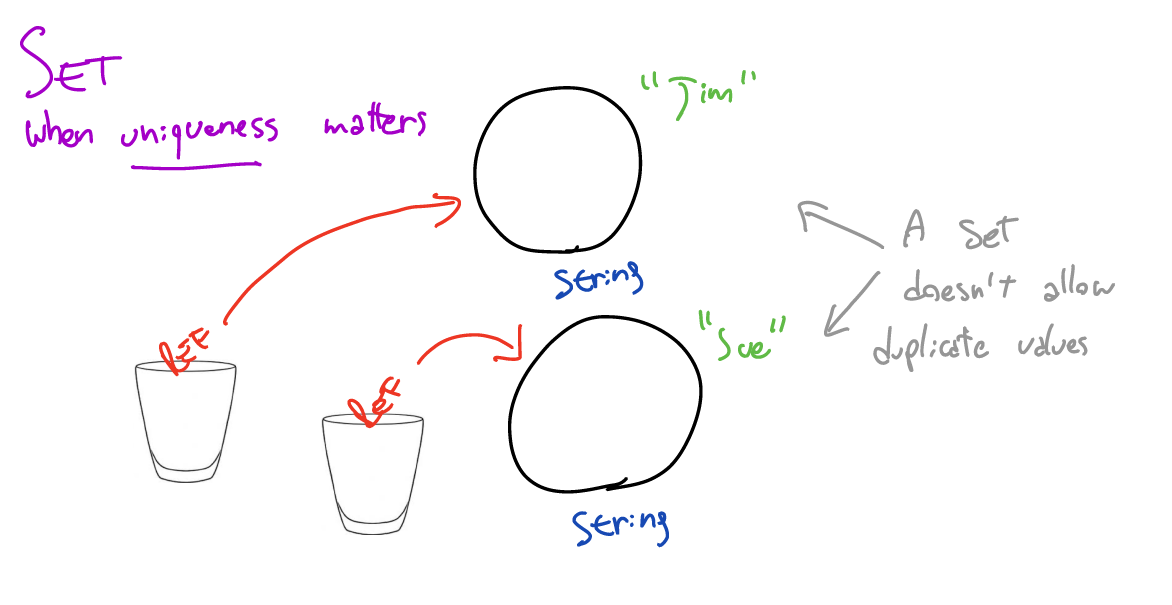 SET
when uniqueness matters
"Jim"
String
REF
REF
"Sue"
String
A Set
doesn't allow
duplicate values